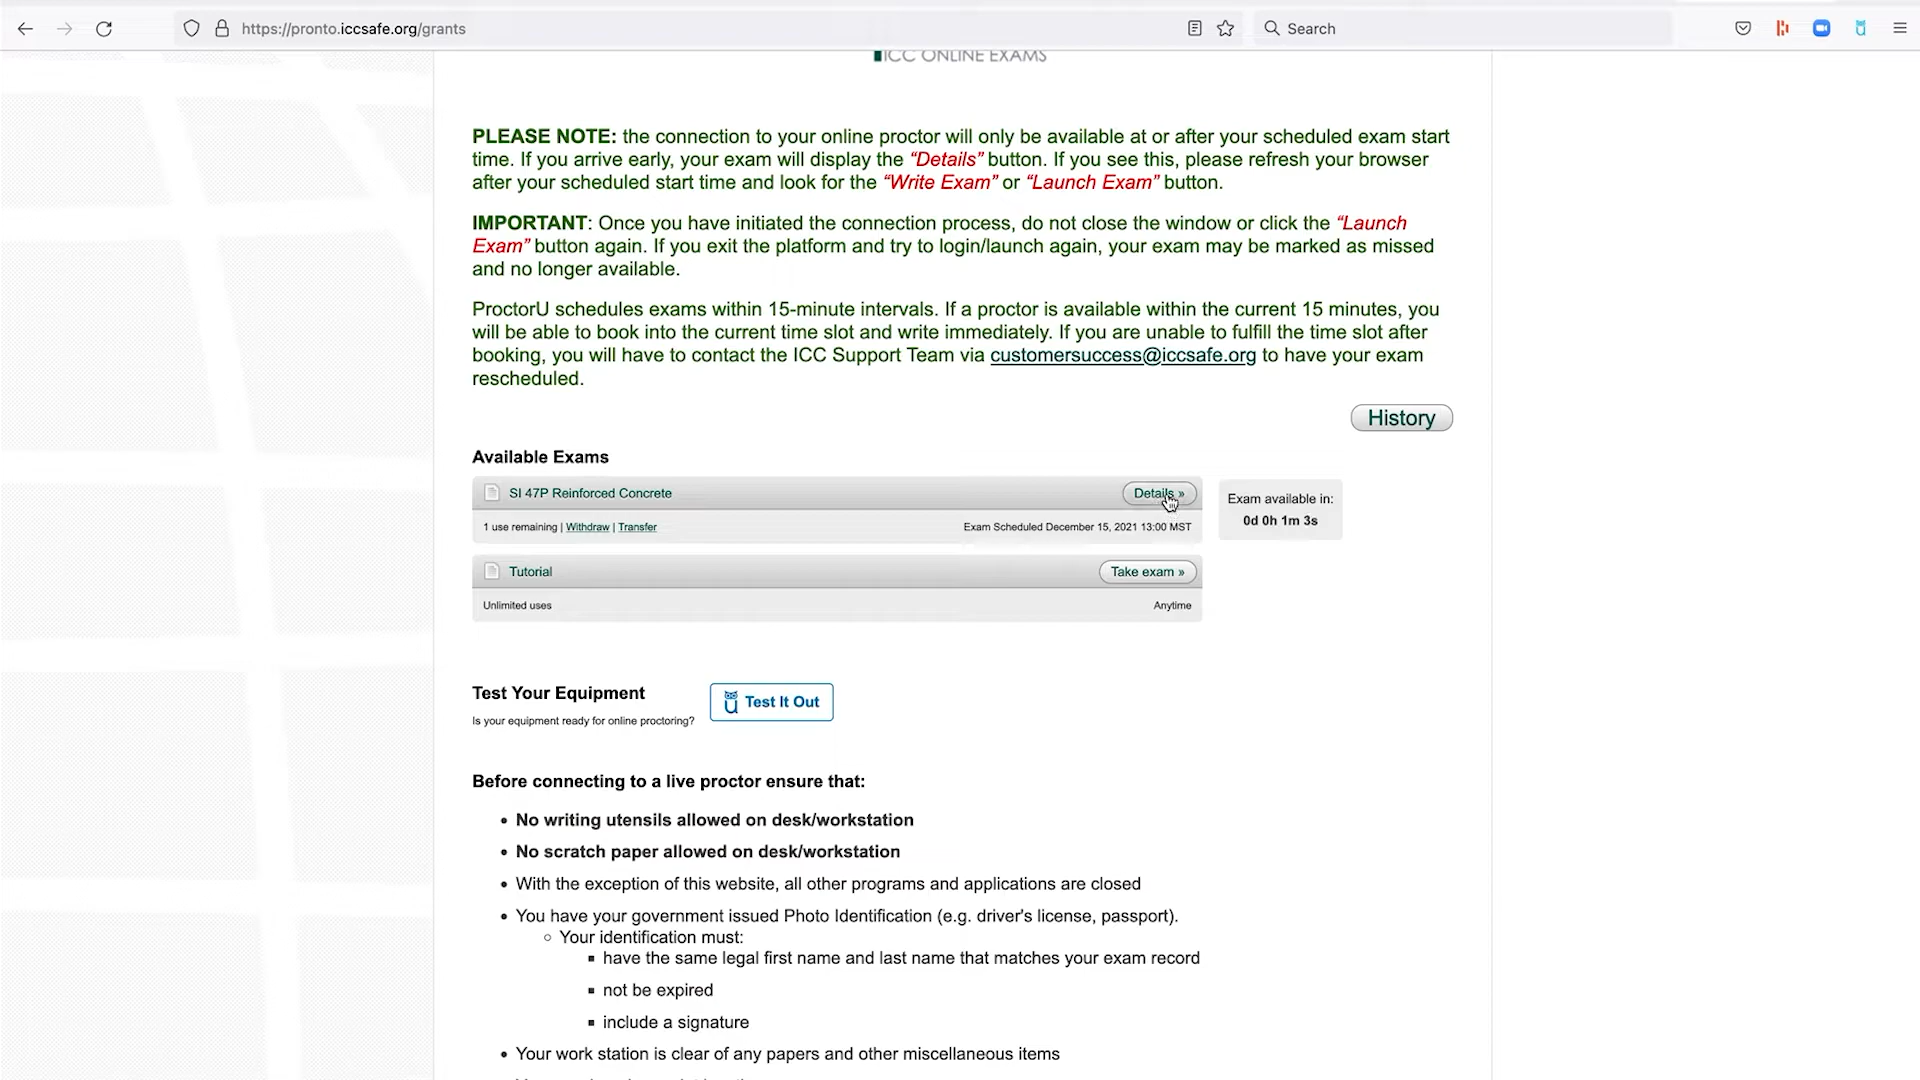 https://pronto.iccsafe.org/grants
Search
ICC ONLINE EXAMS
PLEASE NOTE: the connection to your online proctor will only be available at or after your scheduled exam start
time. If you arrive early, your exam will display the “Details” button. If you see this, please refresh your browser
after your scheduled start time and look for the “Write Exam” or “Launch Exam” button.
IMPORTANT: Once you have initiated the connection process, do not close the window or click the “Launch
Exam” button again. If you exit the platform and try to login/launch again, your exam may be marked as missed
and no longer available.
ProctorU schedules exams within 15-minute intervals. If a proctor is available within the current 15 minutes, you
will be able to book into the current time slot and write immediately. If you are unable to fulfill the time slot after
booking, you will have to contact the ICC Support Team via customersuccess@iccsafe.org to have your exam
rescheduled.
History
Available Exams
SI 47P Reinforced Concrete
Details »
1 use remaining | Withdraw | Transfer
Exam Scheduled December 15, 2021 13:00 MST
Exam available in:
0d 0h 1m 3s
Tutorial
Take exam »
Unlimited uses
Anytime
Test Your Equipment
Is your equipment ready for online proctoring?
Test It Out
Before connecting to a live proctor ensure that:
• No writing utensils allowed on desk/workstation
• No scratch paper allowed on desk/workstation
• With the exception of this website, all other programs and applications are closed
• You have your government issued Photo Identification (e.g. driver's license, passport).
○ Your identification must:
▪ have the same legal first name and last name that matches your exam record
▪ not be expired
▪ include a signature
• Your work station is clear of any papers and other miscellaneous items